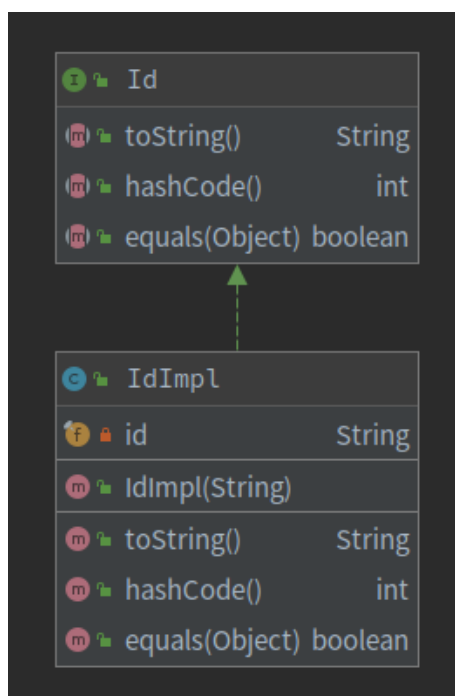 I Id
m toString() String
m hashCode() int
m equals(Object) boolean
C IdImpl
f id String
m IdImpl(String)
m toString() String
m hashCode() int
m equals(Object) boolean